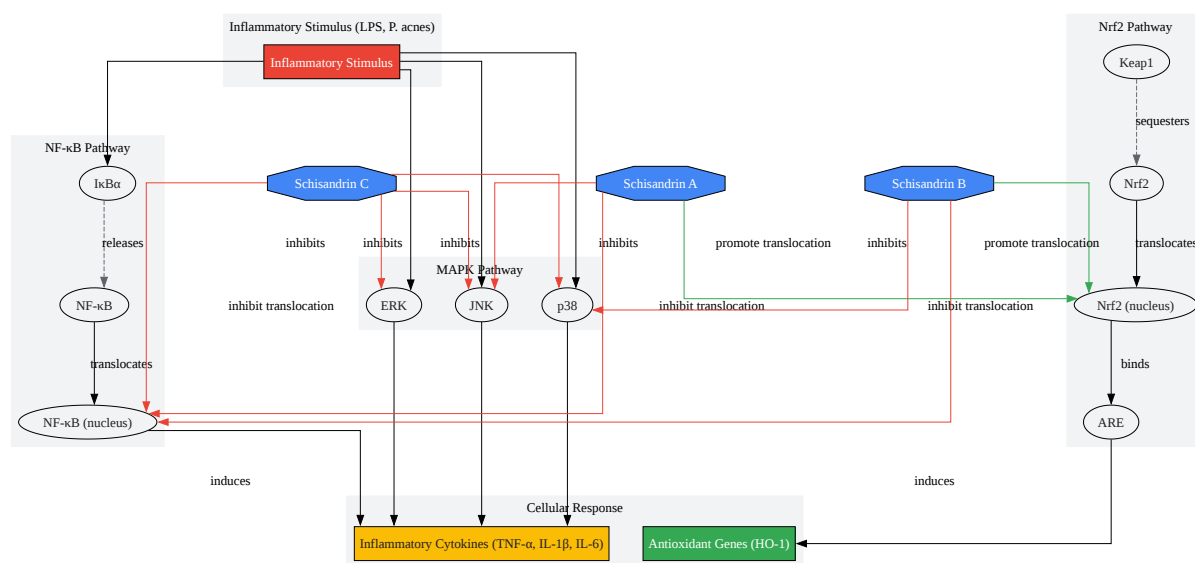 Inflammatory Stimulus (LPS, P. acnes)
Nrf2 Pathway
Inflammatory Stimulus
Keap1
sequesters
NF-κB Pathway
IκBα
Schisandrin C
Schisandrin A
Schisandrin B
Nrf2
releases
inhibits
inhibits
inhibits
inhibits
promote translocation
inhibits
promote translocation
translocates
MAPK Pathway
NF-κB
inhibit translocation
ERK
JNK
p38
inhibit translocation
inhibit translocation
Nrf2 (nucleus)
translocates
binds
NF-κB (nucleus)
ARE
induces
induces
Cellular Response
Inflammatory Cytokines (TNF-α, IL-1β, IL-6)
Antioxidant Genes (HO-1)